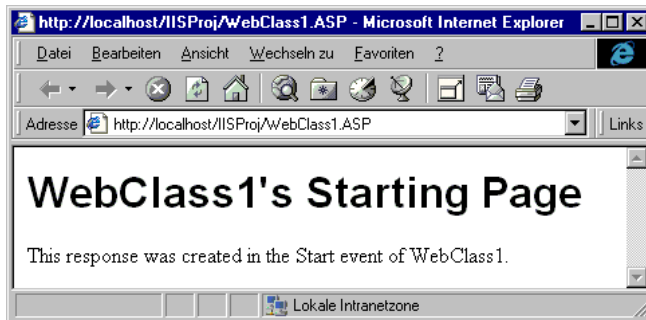 http://localhost/IISProj/WebClass1.ASP - Microsoft Internet Explorer
Datei Bearbeiten Ansicht Wechseln zu Favoriten ?
Adresse http://localhost/IISProj/WebClass1.ASP Links
WebClass1's Starting Page
This response was created in the Start event of WebClass1.
Lokale Intranetzone